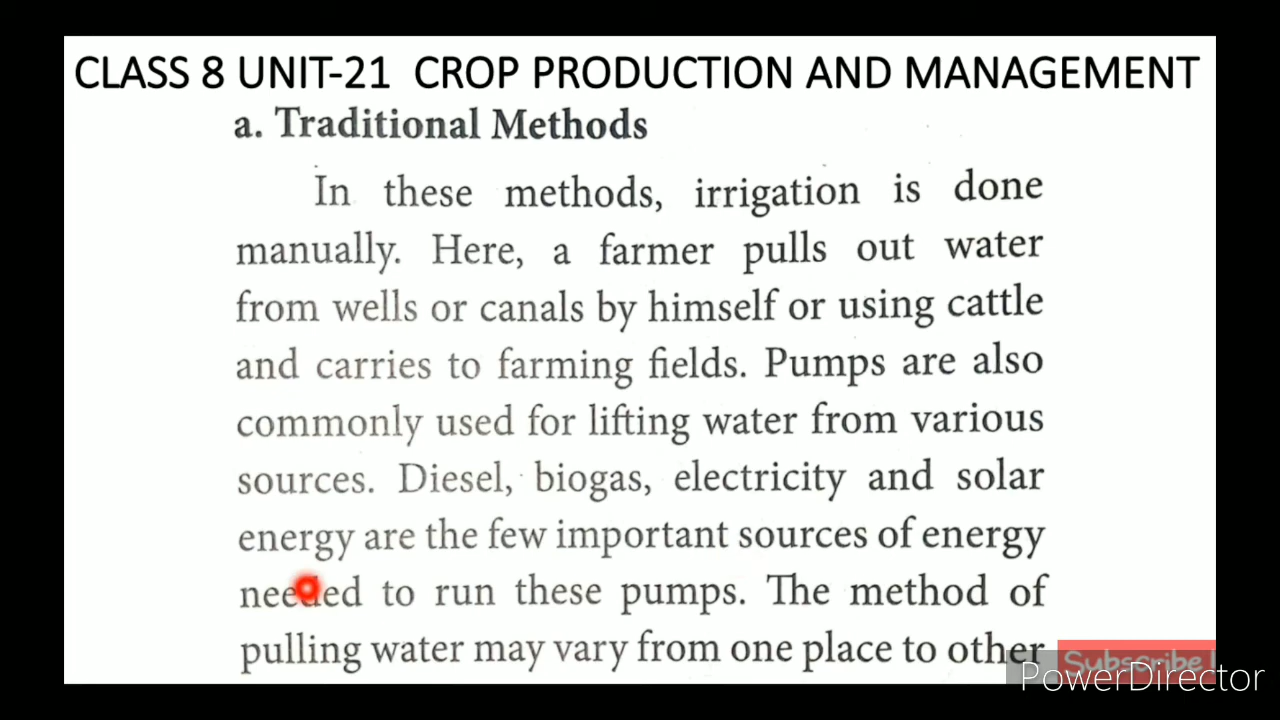 CLASS 8 UNIT-21 CROP PRODUCTION AND MANAGEMENT
a. Traditional Methods
In these methods, irrigation is done
manually. Here, a farmer pulls out water
from wells or canals by himself or using cattle
and carries to farming fields. Pumps are also
commonly used for lifting water from various
sources. Diesel, biogas, electricity and solar
energy are the few important sources of energy
needed to run these pumps. The method of
pulling water may vary from one place to other
Subscribe !
PowerDirector